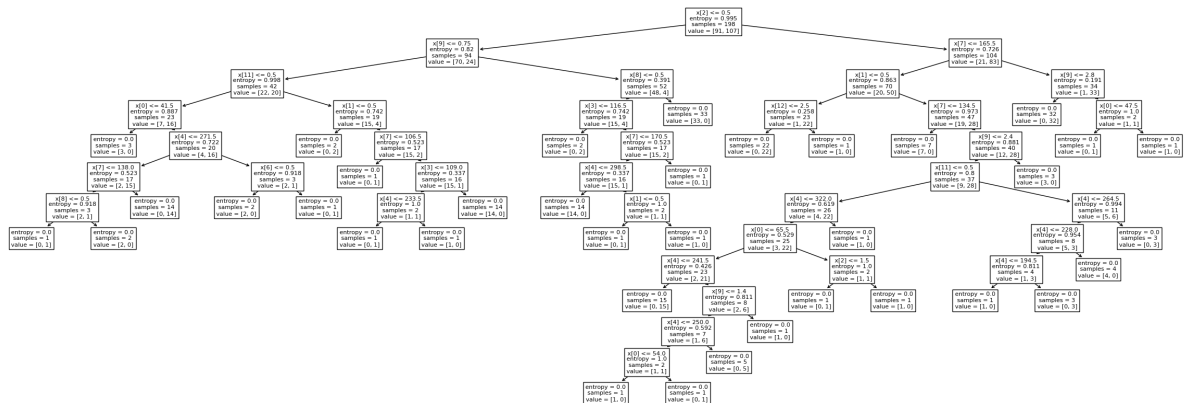 x[2] <= 0.5
entropy = 0.995
samples = 198
value = [91, 107]
x[9] <= 0.75
entropy = 0.82
samples = 94
value = [70, 24]
x[7] <= 165.5
entropy = 0.726
samples = 104
value = [21, 83]
x[11] <= 0.5
entropy = 0.998
samples = 42
value = [22, 20]
x[8] <= 0.5
entropy = 0.391
samples = 52
value = [48, 4]
x[1] <= 0.5
entropy = 0.863
samples = 70
value = [20, 50]
x[9] <= 2.8
entropy = 0.191
samples = 34
value = [1, 33]
x[0] <= 41.5
entropy = 0.887
samples = 23
value = [7, 16]
x[1] <= 0.5
entropy = 0.742
samples = 19
value = [15, 4]
x[3] <= 116.5
entropy = 0.742
samples = 19
value = [15, 4]
entropy = 0.0
samples = 33
value = [33, 0]
x[12] <= 2.5
entropy = 0.258
samples = 23
value = [1, 22]
x[7] <= 134.5
entropy = 0.973
samples = 47
value = [19, 28]
entropy = 0.0
samples = 32
value = [0, 32]
x[0] <= 47.5
entropy = 1.0
samples = 2
value = [1, 1]
entropy = 0.0
samples = 3
value = [3, 0]
x[4] <= 271.5
entropy = 0.722
samples = 20
value = [4, 16]
entropy = 0.0
samples = 2
value = [0, 2]
x[7] <= 106.5
entropy = 0.523
samples = 17
value = [15, 2]
entropy = 0.0
samples = 2
value = [0, 2]
x[7] <= 170.5
entropy = 0.523
samples = 17
value = [15, 2]
entropy = 0.0
samples = 22
value = [0, 22]
entropy = 0.0
samples = 1
value = [1, 0]
entropy = 0.0
samples = 7
value = [7, 0]
x[9] <= 2.4
entropy = 0.881
samples = 40
value = [12, 28]
entropy = 0.0
samples = 1
value = [0, 1]
entropy = 0.0
samples = 1
value = [1, 0]
x[7] <= 138.0
entropy = 0.523
samples = 17
value = [2, 15]
x[6] <= 0.5
entropy = 0.918
samples = 3
value = [2, 1]
entropy = 0.0
samples = 1
value = [0, 1]
x[3] <= 109.0
entropy = 0.337
samples = 16
value = [15, 1]
x[4] <= 298.5
entropy = 0.337
samples = 16
value = [15, 1]
entropy = 0.0
samples = 1
value = [0, 1]
x[11] <= 0.5
entropy = 0.8
samples = 37
value = [9, 28]
entropy = 0.0
samples = 3
value = [3, 0]
x[8] <= 0.5
entropy = 0.918
samples = 3
value = [2, 1]
entropy = 0.0
samples = 14
value = [0, 14]
entropy = 0.0
samples = 2
value = [2, 0]
entropy = 0.0
samples = 1
value = [0, 1]
x[4] <= 233.5
entropy = 1.0
samples = 2
value = [1, 1]
entropy = 0.0
samples = 14
value = [14, 0]
entropy = 0.0
samples = 14
value = [14, 0]
x[1] <= 0.5
entropy = 1.0
samples = 2
value = [1, 1]
x[4] <= 322.0
entropy = 0.619
samples = 26
value = [4, 22]
x[4] <= 264.5
entropy = 0.994
samples = 11
value = [5, 6]
entropy = 0.0
samples = 1
value = [0, 1]
entropy = 0.0
samples = 2
value = [2, 0]
entropy = 0.0
samples = 1
value = [0, 1]
entropy = 0.0
samples = 1
value = [1, 0]
entropy = 0.0
samples = 1
value = [0, 1]
entropy = 0.0
samples = 1
value = [1, 0]
x[0] <= 65.5
entropy = 0.529
samples = 25
value = [3, 22]
entropy = 0.0
samples = 1
value = [1, 0]
x[4] <= 228.0
entropy = 0.954
samples = 8
value = [5, 3]
entropy = 0.0
samples = 3
value = [0, 3]
x[4] <= 241.5
entropy = 0.426
samples = 23
value = [2, 21]
x[2] <= 1.5
entropy = 1.0
samples = 2
value = [1, 1]
x[4] <= 194.5
entropy = 0.811
samples = 4
value = [1, 3]
entropy = 0.0
samples = 4
value = [4, 0]
entropy = 0.0
samples = 15
value = [0, 15]
x[9] <= 1.4
entropy = 0.811
samples = 8
value = [2, 6]
entropy = 0.0
samples = 1
value = [0, 1]
entropy = 0.0
samples = 1
value = [1, 0]
entropy = 0.0
samples = 1
value = [1, 0]
entropy = 0.0
samples = 3
value = [0, 3]
x[4] <= 250.0
entropy = 0.592
samples = 7
value = [1, 6]
entropy = 0.0
samples = 1
value = [1, 0]
x[0] <= 54.0
entropy = 1.0
samples = 2
value = [1, 1]
entropy = 0.0
samples = 5
value = [0, 5]
entropy = 0.0
samples = 1
value = [1, 0]
entropy = 0.0
samples = 1
value = [0, 1]